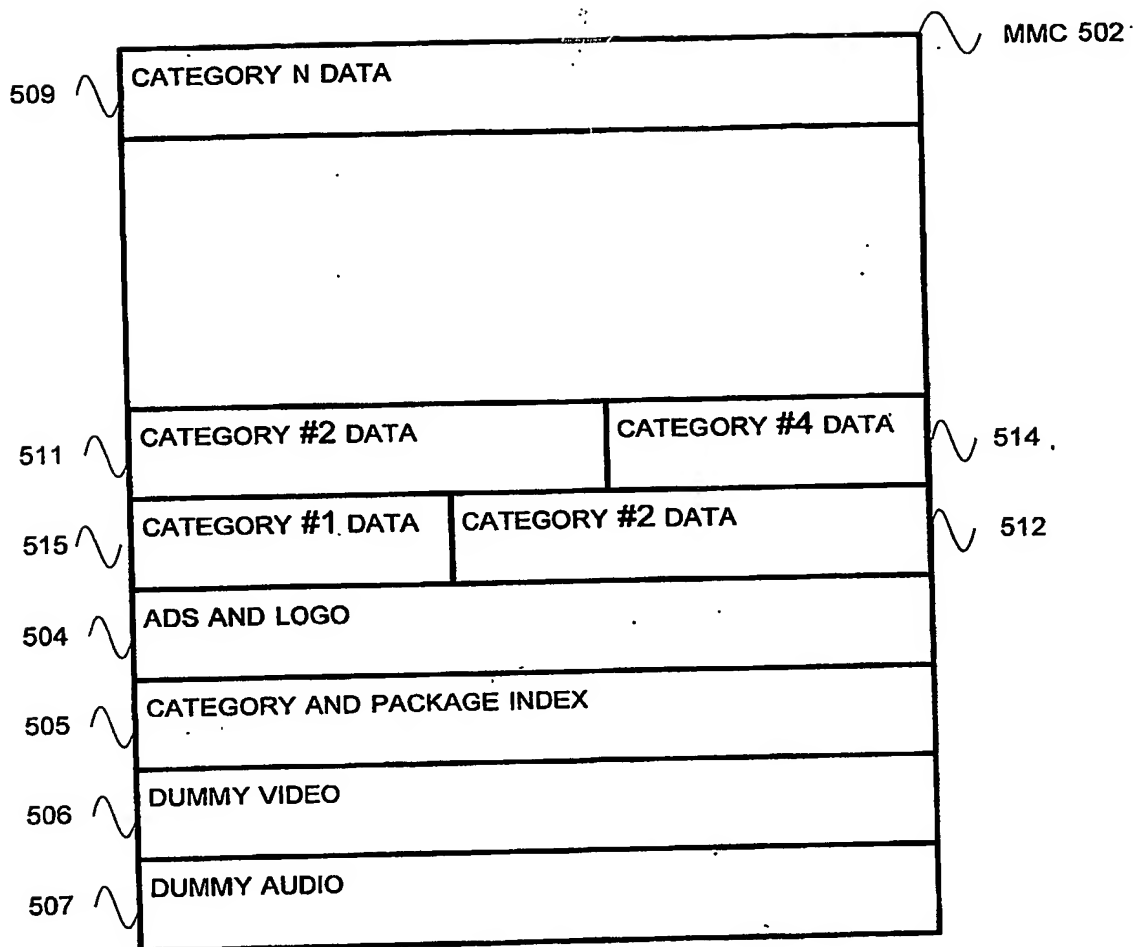 MMC 502
509 CATEGORY N DATA
511 CATEGORY #2 DATA CATEGORY #4 DATA 514
515 CATEGORY #1 DATA CATEGORY #2 DATA 512
504 ADS AND LOGO
505 CATEGORY AND PACKAGE INDEX
506 DUMMY VIDEO
507 DUMMY AUDIO